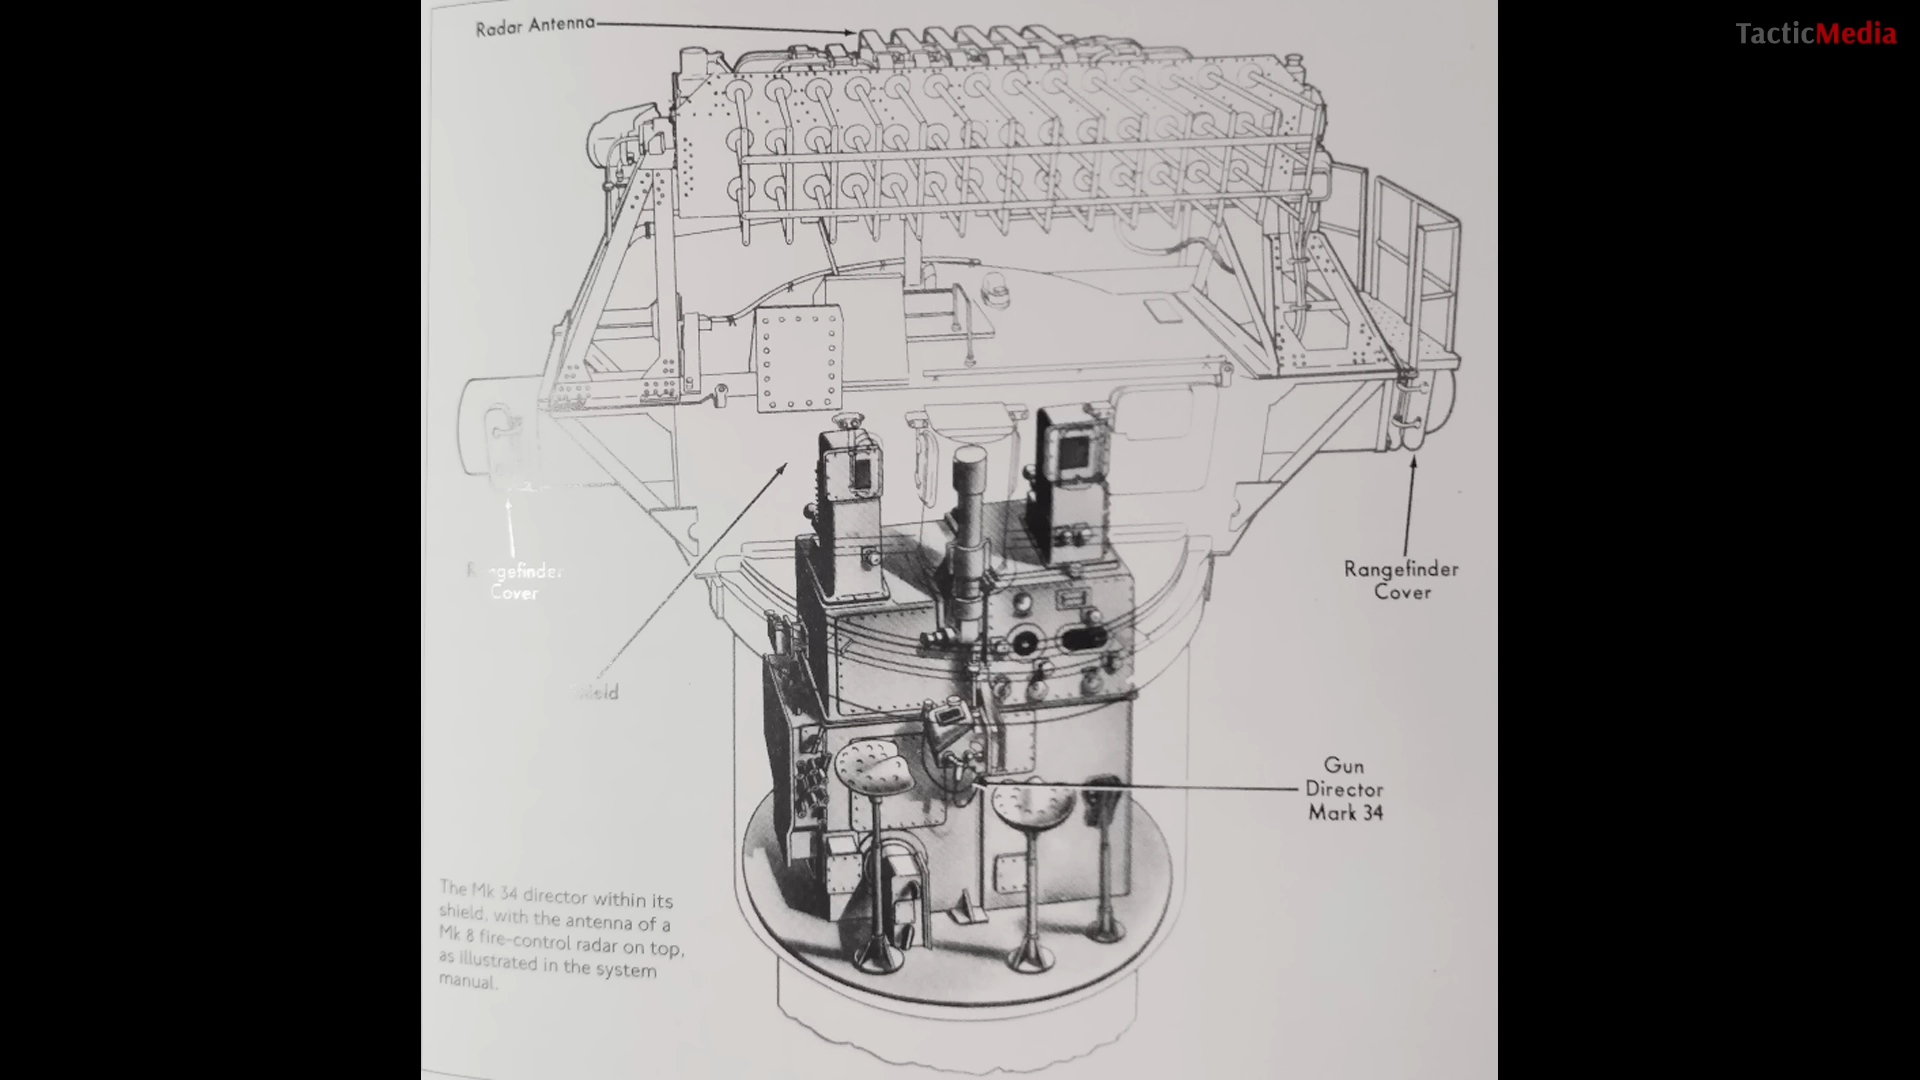 Radar Antenna
TacticMedia
Rangefinder
Cover
Rangefinder
Cover
Shield
Gun
Director
Mark 34
The Mk 34 director within its
shield, with the antenna of a
Mk 8 fire-control radar on top,
as illustrated in the system
manual.